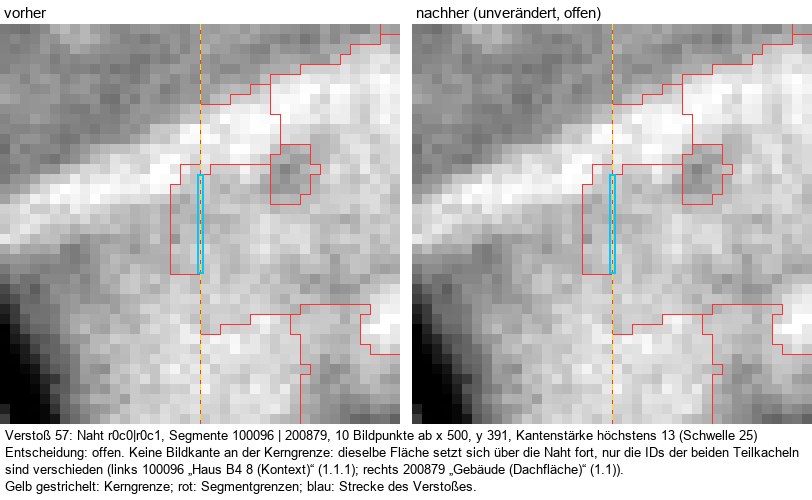 vorher
nachher (unverändert, offen)
Verstoß 57: Naht r0c0|r0c1, Segmente 100096 | 200879, 10 Bildpunkte ab x 500, y 391, Kantenstärke höchstens 13 (Schwelle 25)
Entscheidung: offen. Keine Bildkante an der Kerngrenze: dieselbe Fläche setzt sich über die Naht fort, nur die IDs der beiden Teilkacheln
sind verschieden (links 100096 „Haus B4 8 (Kontext)“ (1.1.1); rechts 200879 „Gebäude (Dachfläche)“ (1.1)).
Gelb gestrichelt: Kerngrenze; rot: Segmentgrenzen; blau: Strecke des Verstoßes.